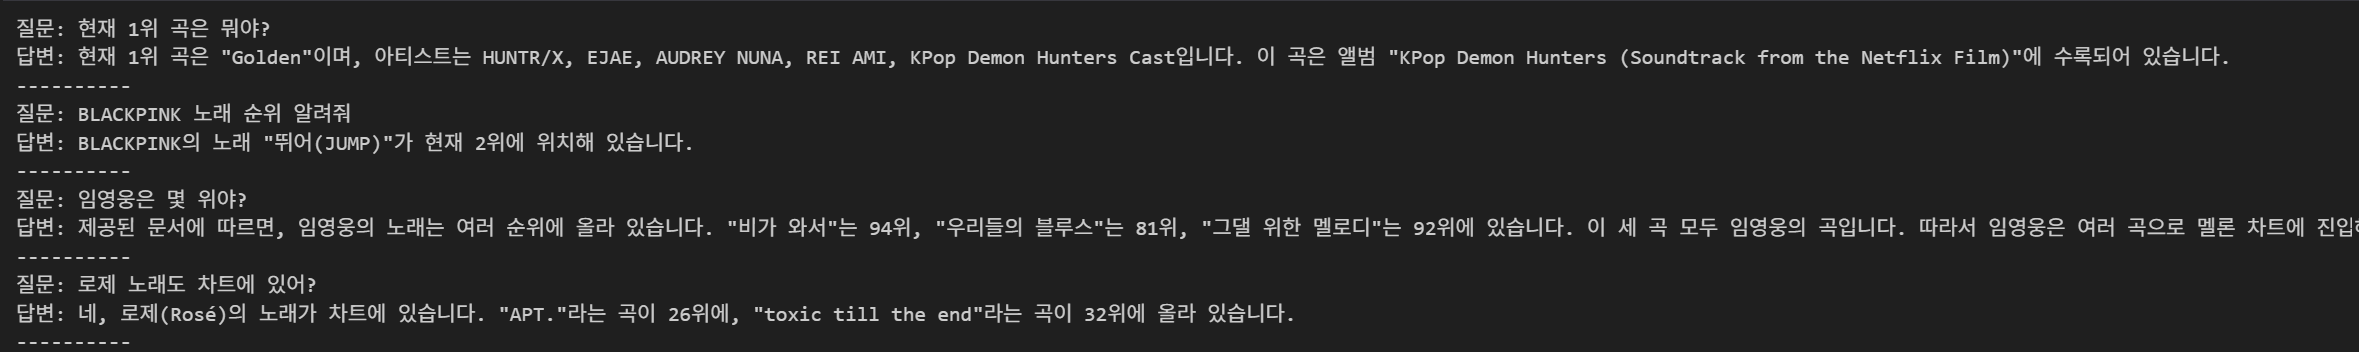 질문: 현재 1위 곡은 뭐야?
답변: 현재 1위 곡은 "Golden"이며, 아티스트는 HUNTR/X, EJAE, AUDREY NUNA, REI AMI, KPop Demon Hunters Cast입니다. 이 곡은 앨범 "KPop Demon Hunters (Soundtrack from the Netflix Film)"에 수록되어 있습니다.
----------
질문: BLACKPINK 노래 순위 알려줘
답변: BLACKPINK의 노래 "뛰어(JUMP)"가 현재 2위에 위치해 있습니다.
----------
질문: 임영웅은 몇 위야?
답변: 제공된 문서에 따르면, 임영웅의 노래는 여러 순위에 올라 있습니다. "비가 와서"는 94위, "우리들의 블루스"는 81위, "그댈 위한 멜로디"는 92위에 있습니다. 이 세 곡 모두 임영웅의 곡입니다. 따라서 임영웅은 여러 곡으로 멜론 차트에
----------
질문: 로제 노래도 차트에 있어?
답변: 네, 로제(Rosé)의 노래가 차트에 있습니다. "APT."라는 곡이 26위에, "toxic till the end"라는 곡이 32위에 올라 있습니다.
----------